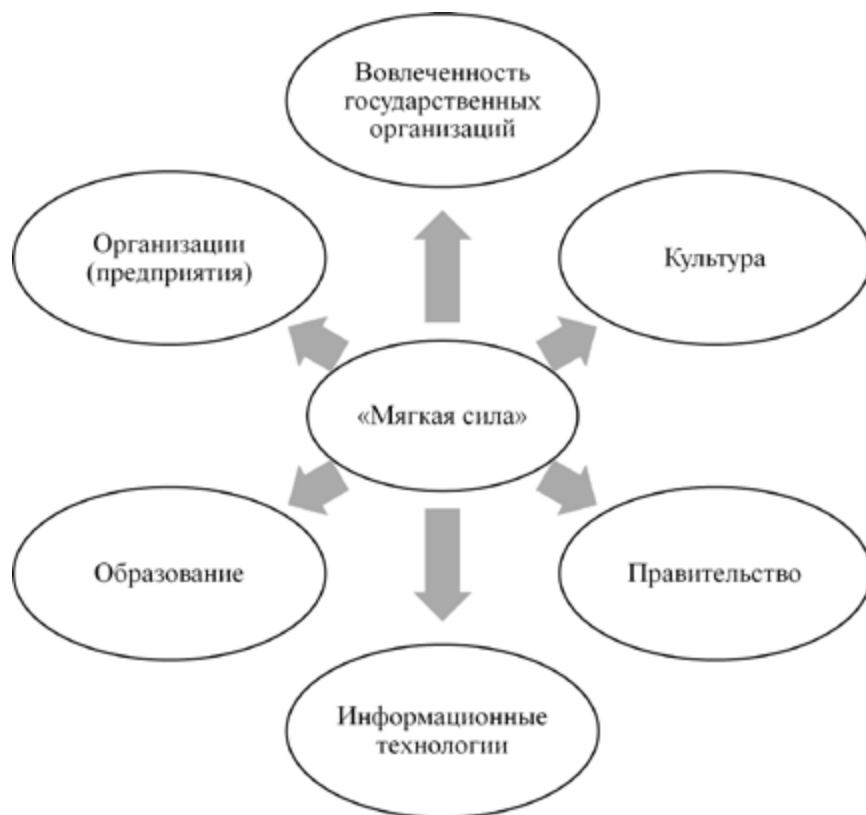 Вовлеченность
государственных
организаций
Организации
(предприятия)
Культура
«Мягкая сила»
Образование
Правительство
Информационные
технологии